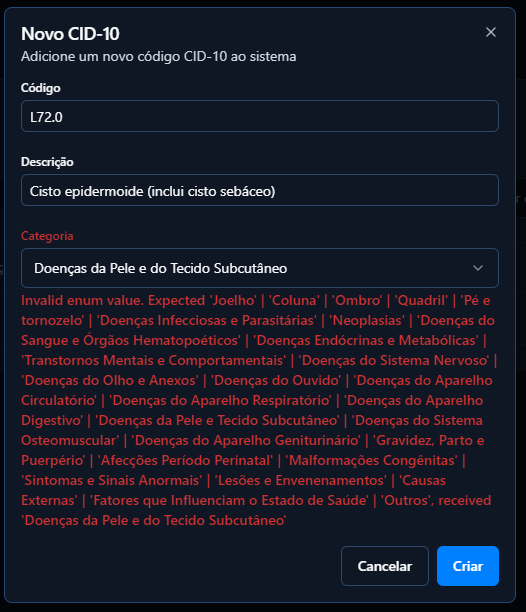 Novo CID-10
Adicione um novo código CID-10 ao sistema
Código
L72.0
Descrição
Cisto epidermoide (inclui cisto sebáceo)
Categoria
Doenças da Pele e do Tecido Subcutâneo
Invalid enum value. Expected 'Joelho' | 'Coluna' | 'Ombro' | 'Quadril' | 'Pé e
tornozelo' | 'Doenças Infecciosas e Parasitárias' | 'Neoplasias' | 'Doenças do
Sangue e Órgãos Hematopoéticos' | 'Doenças Endócrinas e Metabólicas' |
'Transtornos Mentais e Comportamentais' | 'Doenças do Sistema Nervoso' |
'Doenças do Olho e Anexos' | 'Doenças do Ouvido' | 'Doenças do Aparelho
Circulatório' | 'Doenças do Aparelho Respiratório' | 'Doenças do Aparelho
Digestivo' | 'Doenças da Pele e Tecido Subcutâneo' | 'Doenças do Sistema
Osteomuscular' | 'Doenças do Aparelho Geniturinário' | 'Gravidez, Parto e
Puerpério' | 'Afecções Período Perinatal' | 'Malformações Congênitas' |
'Sintomas e Sinais Anormais' | 'Lesões e Envenenamentos' | 'Causas
Externas' | 'Fatores que Influenciam o Estado de Saúde' | 'Outros', received
'Doenças da Pele e do Tecido Subcutâneo'
Cancelar
Criar